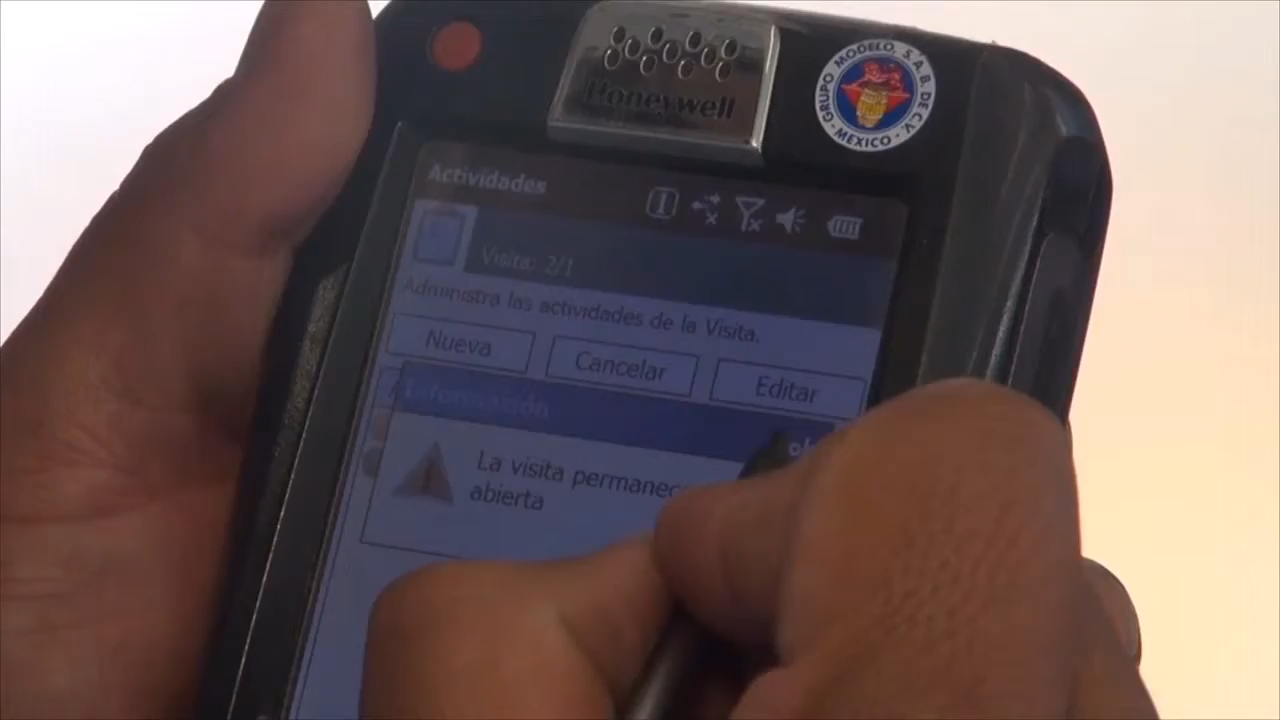 Honeywell
GRUPO MODELO, S.A.B. DE C.V.
- MEXICO -
Actividades
Visita: 2/1
Administra las actividades de la Visita.
Nueva
Cancelar
Editar
Información
La visita permanec
abierta